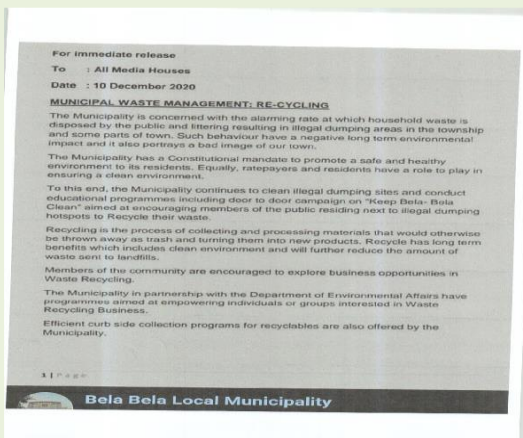 For immediate release
To : All Media Houses
Date : 10 December 2020
MUNICIPAL WASTE MANAGEMENT: RE-CYCLING
The Municipality is concerned with the alarming rate at which household waste is
disposed by the public and littering resulting in illegal dumping areas in the township
and some parts of town. Such behaviour have a negative long term environmental
impact and it also portrays a bad image of our town.
The Municipality has a Constitutional mandate to promote a safe and healthy
environment to its residents. Equally, ratepayers and residents have a role to play in
ensuring a clean environment.
To this end, the Municipality continues to clean illegal dumping sites and conduct
educational programmes including door to door campaign on "Keep Bela- Bela
Clean" aimed at encouraging members of the public residing next to illegal dumping
hotspots to Recycle their waste.
Recycling is the process of collecting and processing materials that would otherwise
be thrown away as trash and turning them into new products. Recycle has long term
benefits which includes clean environment and will further reduce the amount of
waste sent to landfills.
Members of the community are encouraged to explore business opportunities in
Waste Recycling.
The Municipality in partnership with the Department of Environmental Affairs have
programmes aimed at empowering individuals or groups interested in Waste
Recycling Business.
Efficient curb side collection programs for recyclables are also offered by the
Municipality.
1 | Page
Bela Bela Local Municipality